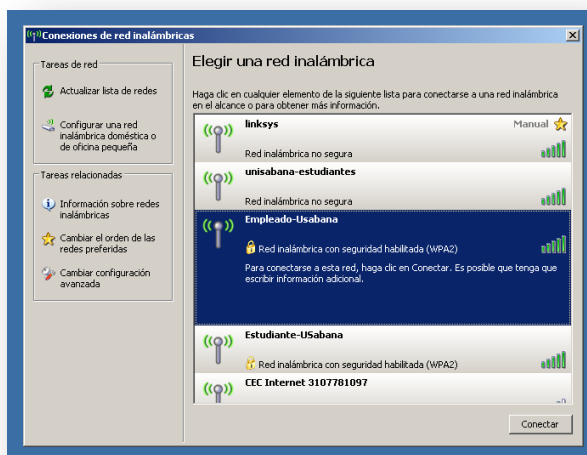 Conexiones de red inalámbricas
Tareas de red
Actualizar lista de redes
Configurar una red
inalámbrica doméstica o
de oficina pequeña
Tareas relacionadas
Información sobre redes
inalámbricas
Cambiar el orden de las
redes preferidas
Cambiar configuración
avanzada
Elegir una red inalámbrica
Haga clic en cualquier elemento de la siguiente lista para conectarse a una red inalámbrica
en el alcance o para obtener más información.
linksys Manual
Red inalámbrica no segura
unisabana-estudiantes
Red inalámbrica no segura
Empleado-Usabana
Red inalámbrica con seguridad habilitada (WPA2)
Para conectarse a esta red, haga clic en Conectar. Es posible que tenga que
escribir información adicional.
Estudiante-USabana
Red inalámbrica con seguridad habilitada (WPA2)
CEC Internet 3107781097
Conectar